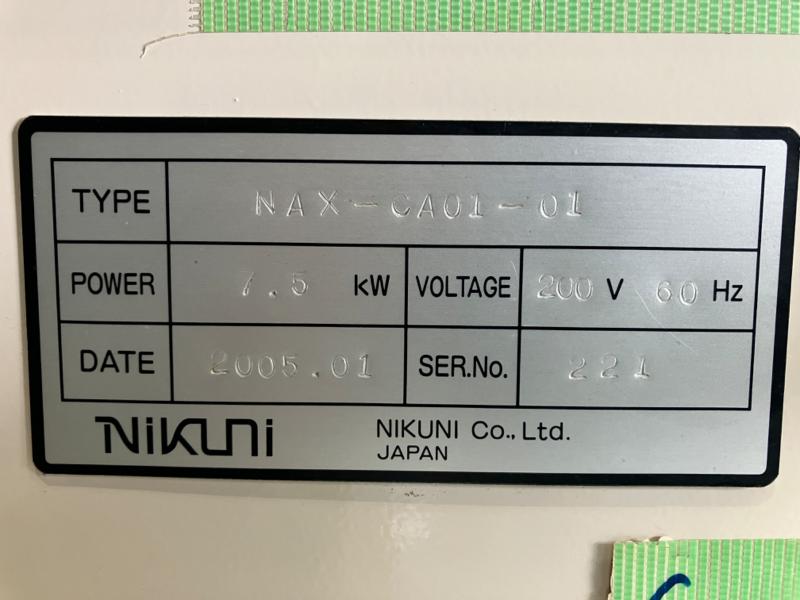 TYPE NAX-CA01-01
POWER 7.5 kW VOLTAGE 200 V 60 Hz
DATE 2005.01 SER.No. 221
NiKUNi NIKUNI Co., Ltd.
JAPAN